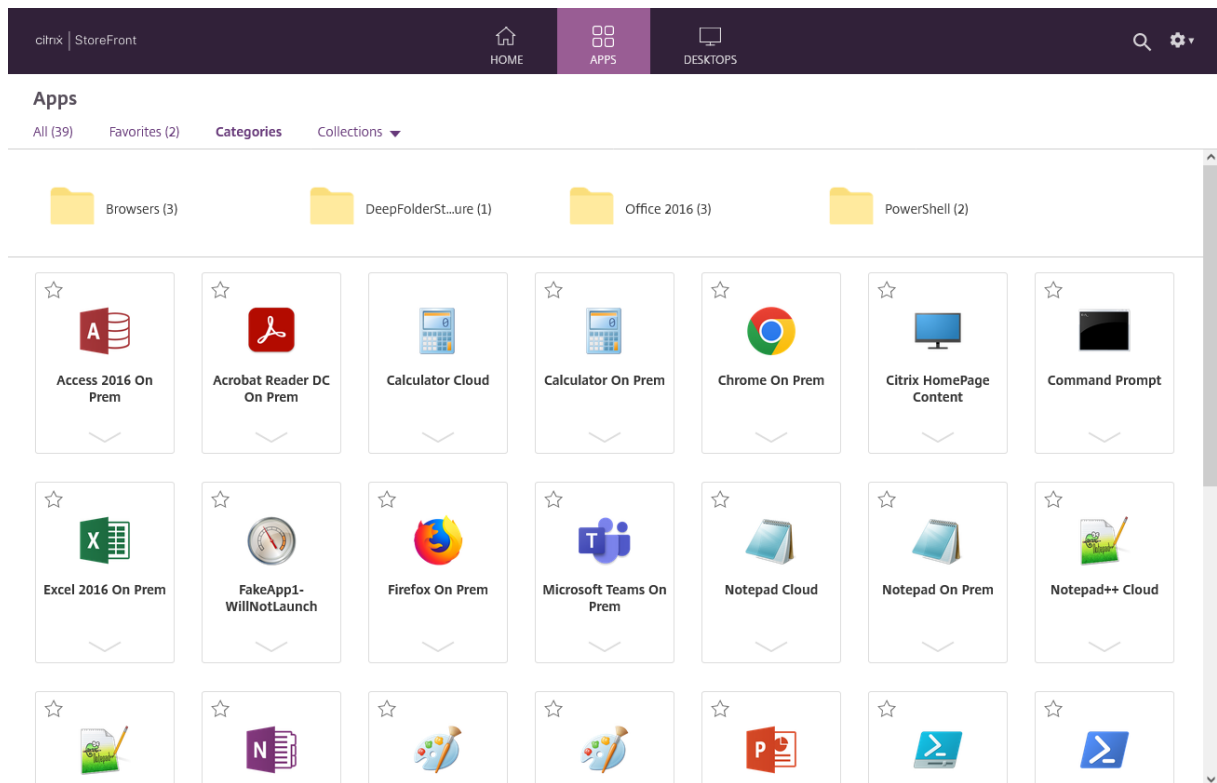 citrix | StoreFront
HOME
APPS
DESKTOPS
Apps
All (39) Favorites (2) Categories Collections
Browsers (3) DeepFolderSt...ure (1) Office 2016 (3) PowerShell (2)
Access 2016 On
Prem
Acrobat Reader DC
On Prem
Calculator Cloud
Calculator On Prem
Chrome On Prem
Citrix HomePage
Content
Command Prompt
Excel 2016 On Prem
FakeApp1-
WillNotLaunch
Firefox On Prem
Microsoft Teams On
Prem
Notepad Cloud
Notepad On Prem
Notepad++ Cloud